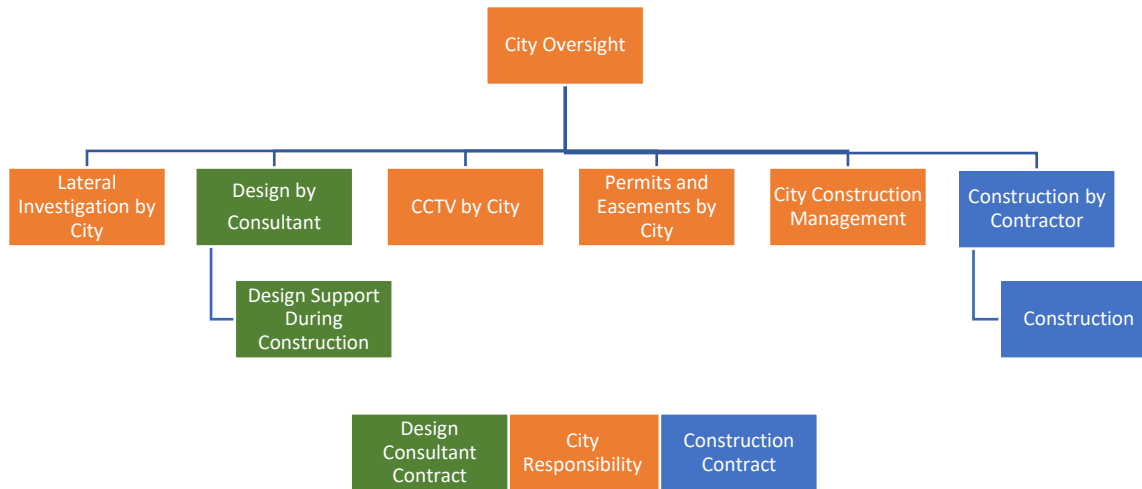 City Oversight
Lateral
Investigation by
City
Design by
Consultant
CCTV by City
Permits and
Easements by
City
City Construction
Management
Construction by
Contractor
Design Support
During
Construction
Construction
Design
Consultant
Contract
City
Responsibility
Construction
Contract